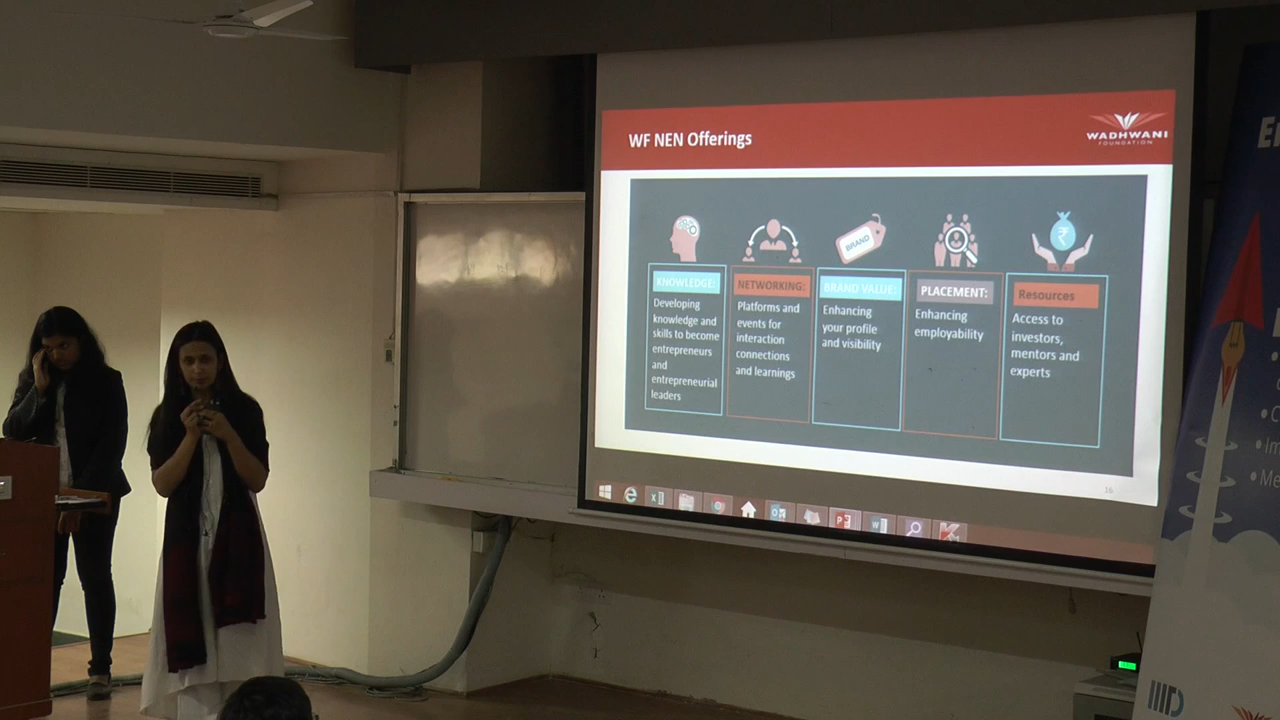 WF NEN Offerings
WADHWANI
FOUNDATION
BRAND
KNOWLEDGE:
Developing
knowledge and
skills to become
entrepreneurs
and
entrepreneurial
leaders
NETWORKING:
Platforms and
events for
interaction
connections
and learnings
BRAND VALUE:
Enhancing
your profile
and visibility
PLACEMENT:
Enhancing
employability
Resources
Access to
investors,
mentors and
experts
16